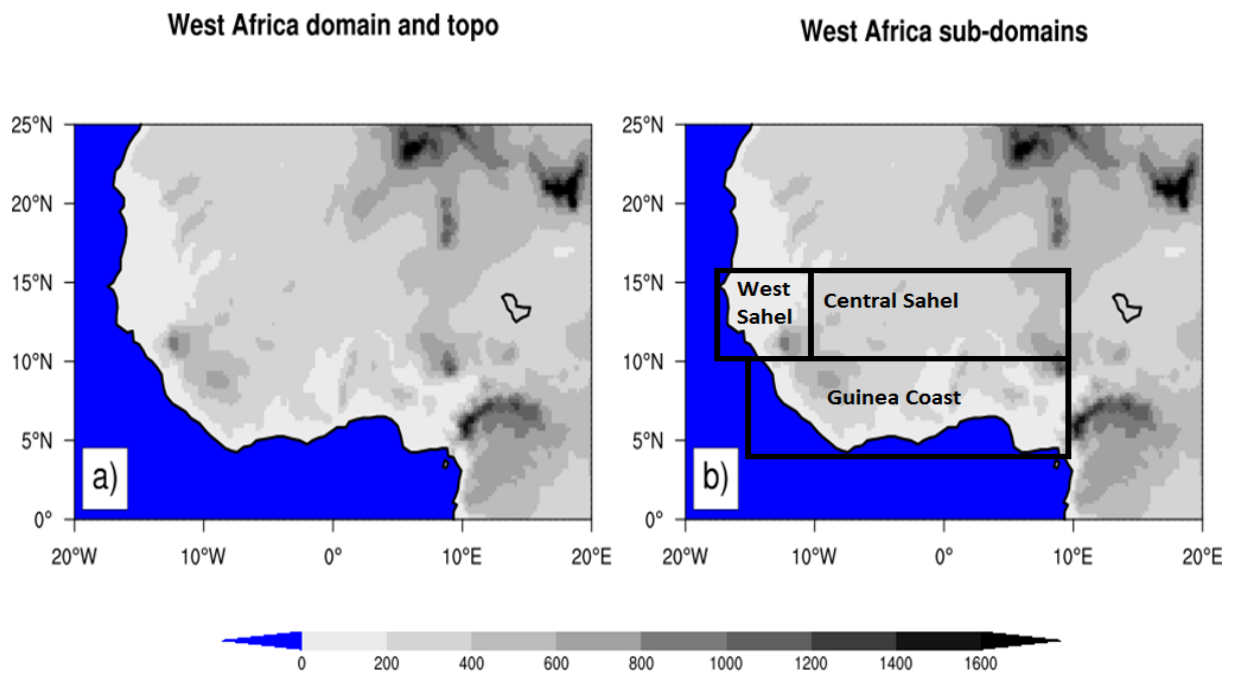 West Africa domain and topo
25°N
20°N
15°N
10°N
5°N
0°
20°W 10°W 0° 10°E 20°E
a)
West Africa sub-domains
25°N
20°N
15°N
10°N
5°N
0°
20°W 10°W 0° 10°E 20°E
West
Sahel
Central Sahel
Guinea Coast
b)
0 200 400 600 800 1000 1200 1400 1600